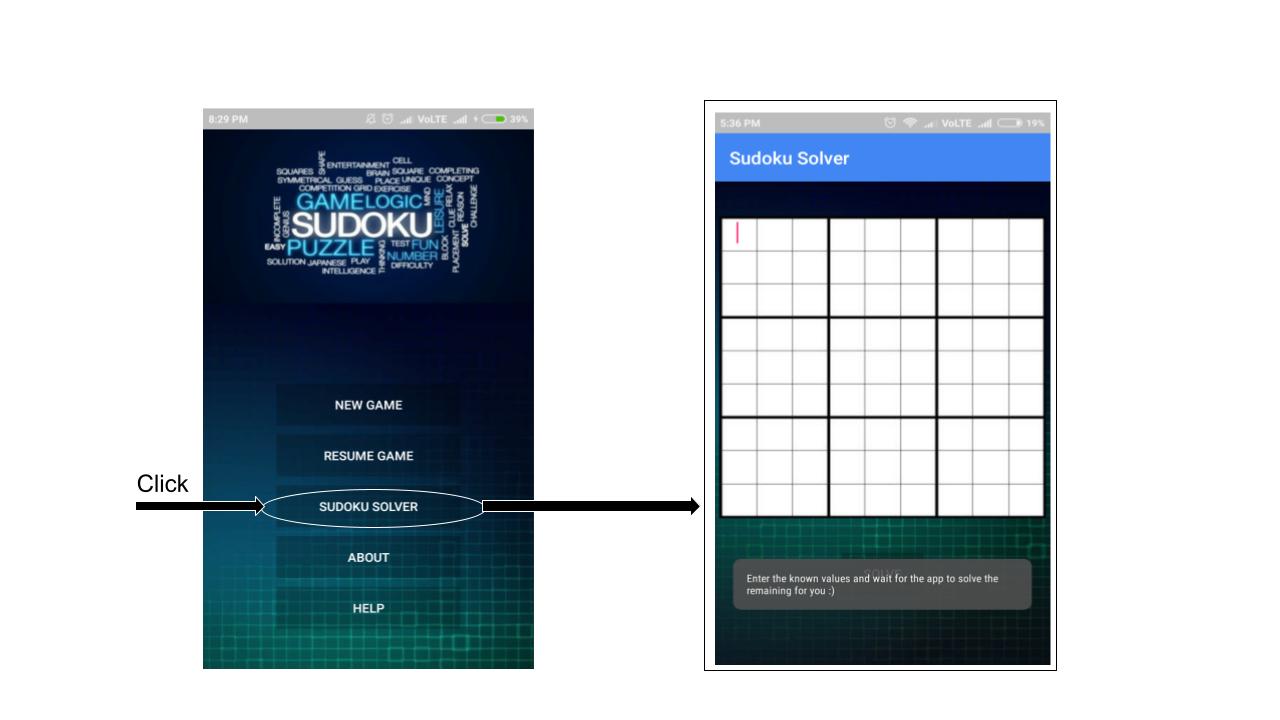 8:29 PM
VoLTE
39%
SHAPE
ENTERTAINMENT CELL
SQUARES BRAIN SQUARE COMPLETING
SYMMETRICAL GUESS PLACE UNIQUE CONCEPT
COMPETITION GRID EXERCISE
GAMELOGIC
MIND
LEISURE
CLUE RELAX
REASON
CHALLENGE
INCOMPLETE
GENIUS
SUDOKU
EASY PUZZLE
TEST FUN
THINKING
NUMBER
BLOCK
PLACEMENT
SOLVE
SOLUTION JAPANESE PLAY
DIFFICULTY
INTELLIGENCE
NEW GAME
RESUME GAME
Click
SUDOKU SOLVER
ABOUT
HELP
5:36 PM
VoLTE
19%
Sudoku Solver
SOLVE
Enter the known values and wait for the app to solve the
remaining for you :)